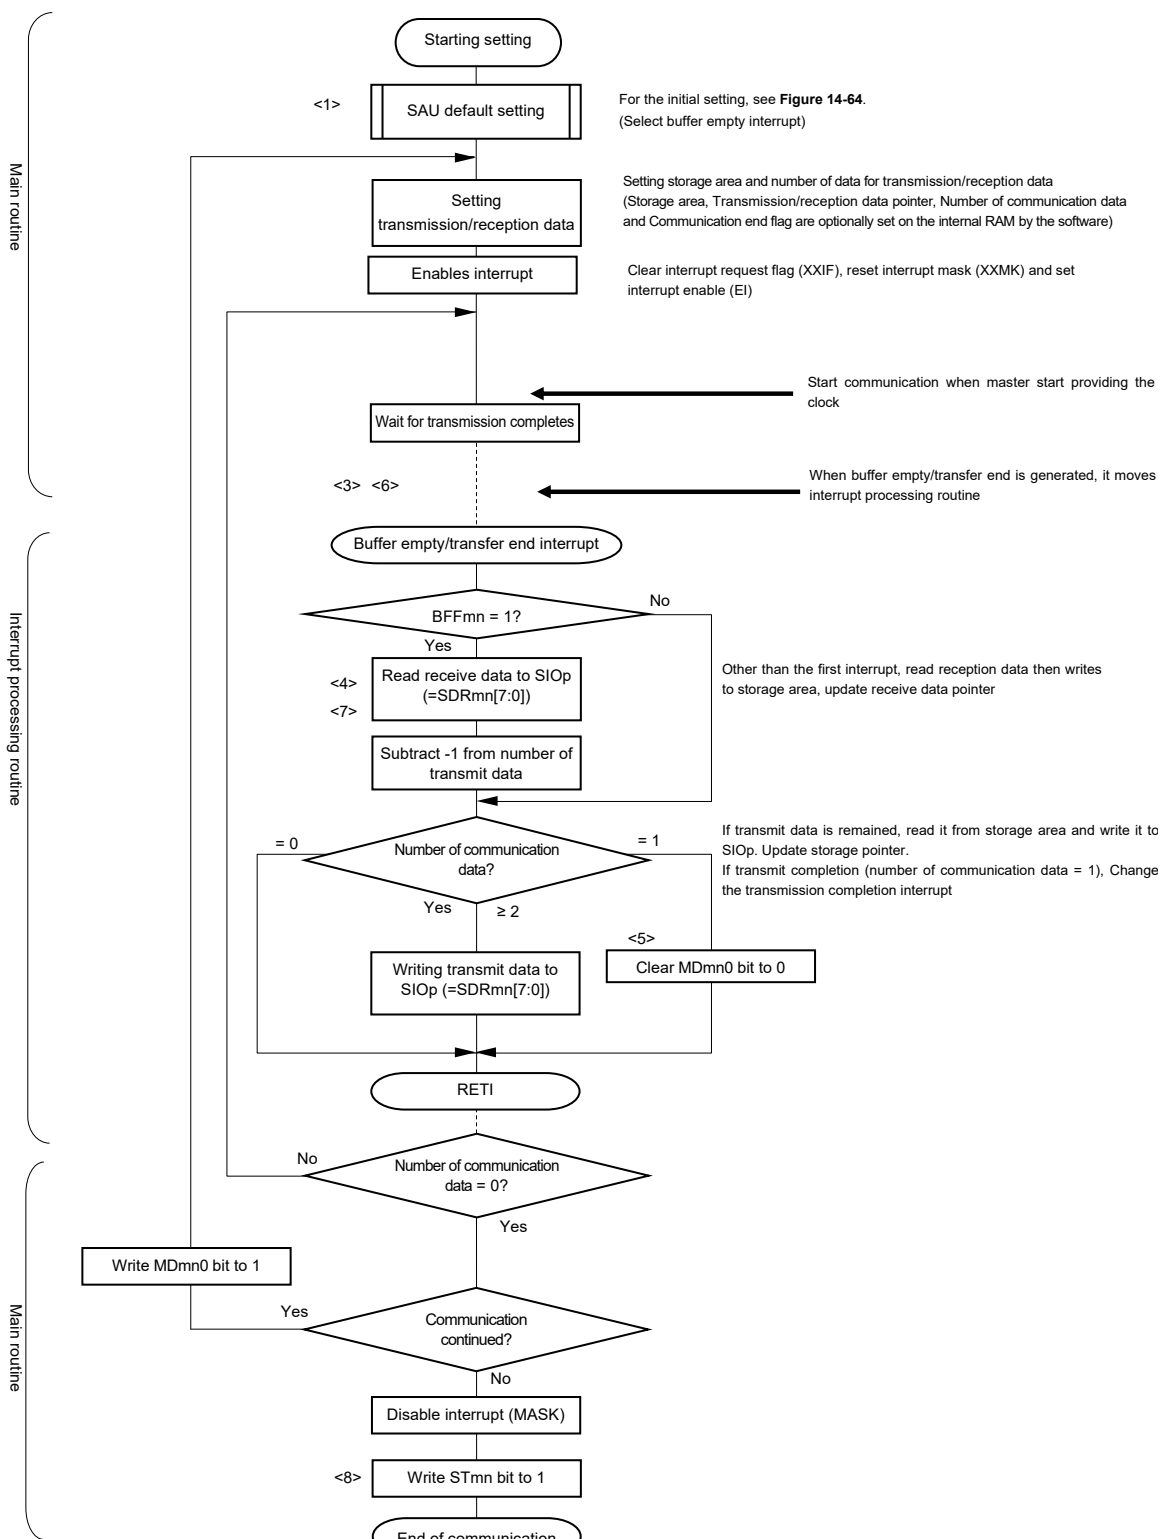 Starting setting
<1>
SAU default setting
For the initial setting, see Figure 14-64.
(Select buffer empty interrupt)
Main routine
Setting
transmission/reception data
Setting storage area and number of data for transmission/reception data
(Storage area, Transmission/reception data pointer, Number of communication data
and Communication end flag are optionally set on the internal RAM by the software)
Enables interrupt
Clear interrupt request flag (XXIF), reset interrupt mask (XXMK) and set
interrupt enable (EI)
Start communication when master start providing the
clock
Wait for transmission completes
<3> <6>
When buffer empty/transfer end is generated, it moves
interrupt processing routine
Buffer empty/transfer end interrupt
Interrupt processing routine
BFFmn = 1?
No
Yes
<4>
<7>
Read receive data to SIOp
(=SDRmn[7:0])
Other than the first interrupt, read reception data then writes
to storage area, update receive data pointer
Subtract -1 from number of
transmit data
= 0
Number of communication
data?
= 1
If transmit data is remained, read it from storage area and write it to
SIOp. Update storage pointer.
If transmit completion (number of communication data = 1), Change
the transmission completion interrupt
Yes
≥ 2
<5>
Writing transmit data to
SIOp (=SDRmn[7:0])
Clear MDmn0 bit to 0
RETI
No
Number of communication
data = 0?
Yes
Write MDmn0 bit to 1
Main routine
Yes
Communication
continued?
No
Disable interrupt (MASK)
<8>
Write STmn bit to 1
End of communication